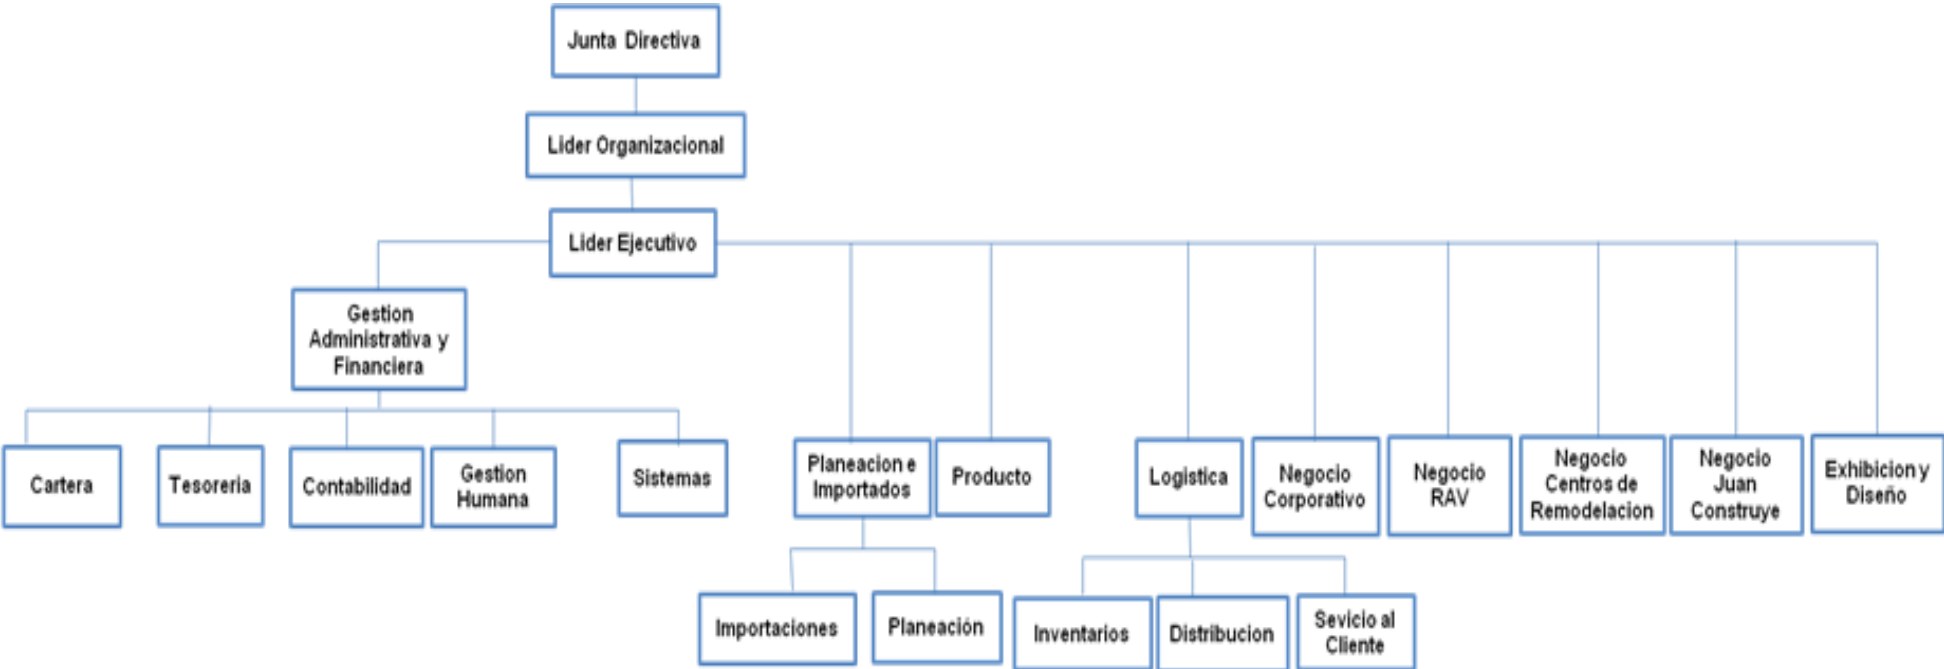 Junta Directiva
Lider Organizacional
Lider Ejecutivo
Gestion
Administrativa y
Financiera
Cartera
Tesoreria
Contabilidad
Gestion
Humana
Sistemas
Planeacion e
Importados
Producto
Logistica
Negocio
Corporativo
Negocio
RAV
Negocio
Centros de
Remodelacion
Negocio
Juan
Construye
Exhibicion y
Diseño
Importaciones
Planeación
Inventarios
Distribucion
Sevicio al
Cliente